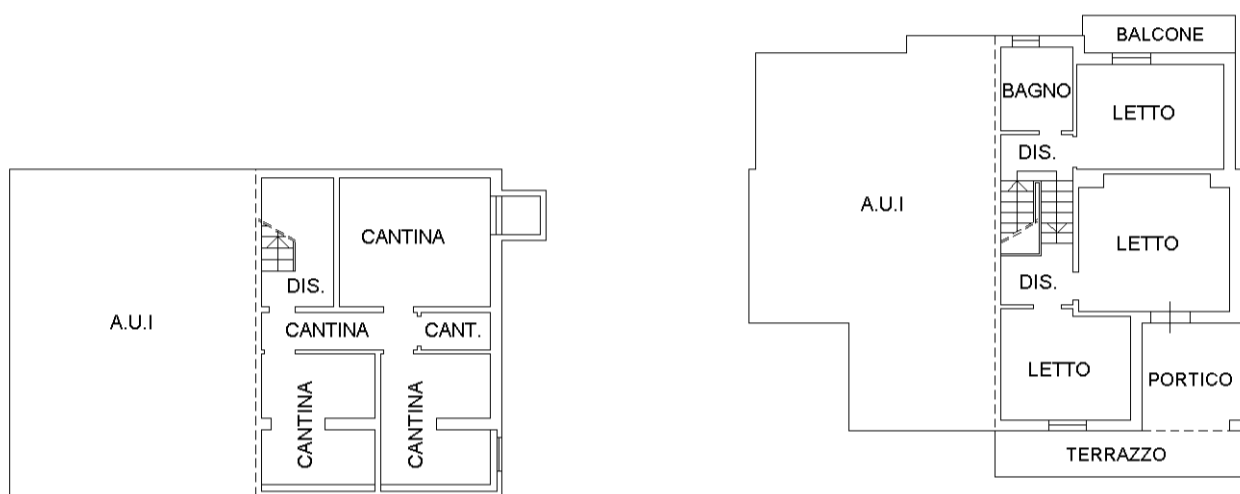 A.U.I
CANTINA
DIS.
CANTINA
CANT.
CANTINA
CANTINA
BALCONE
BAGNO
LETTO
DIS.
A.U.I
LETTO
DIS.
LETTO
PORTICO
TERRAZZO